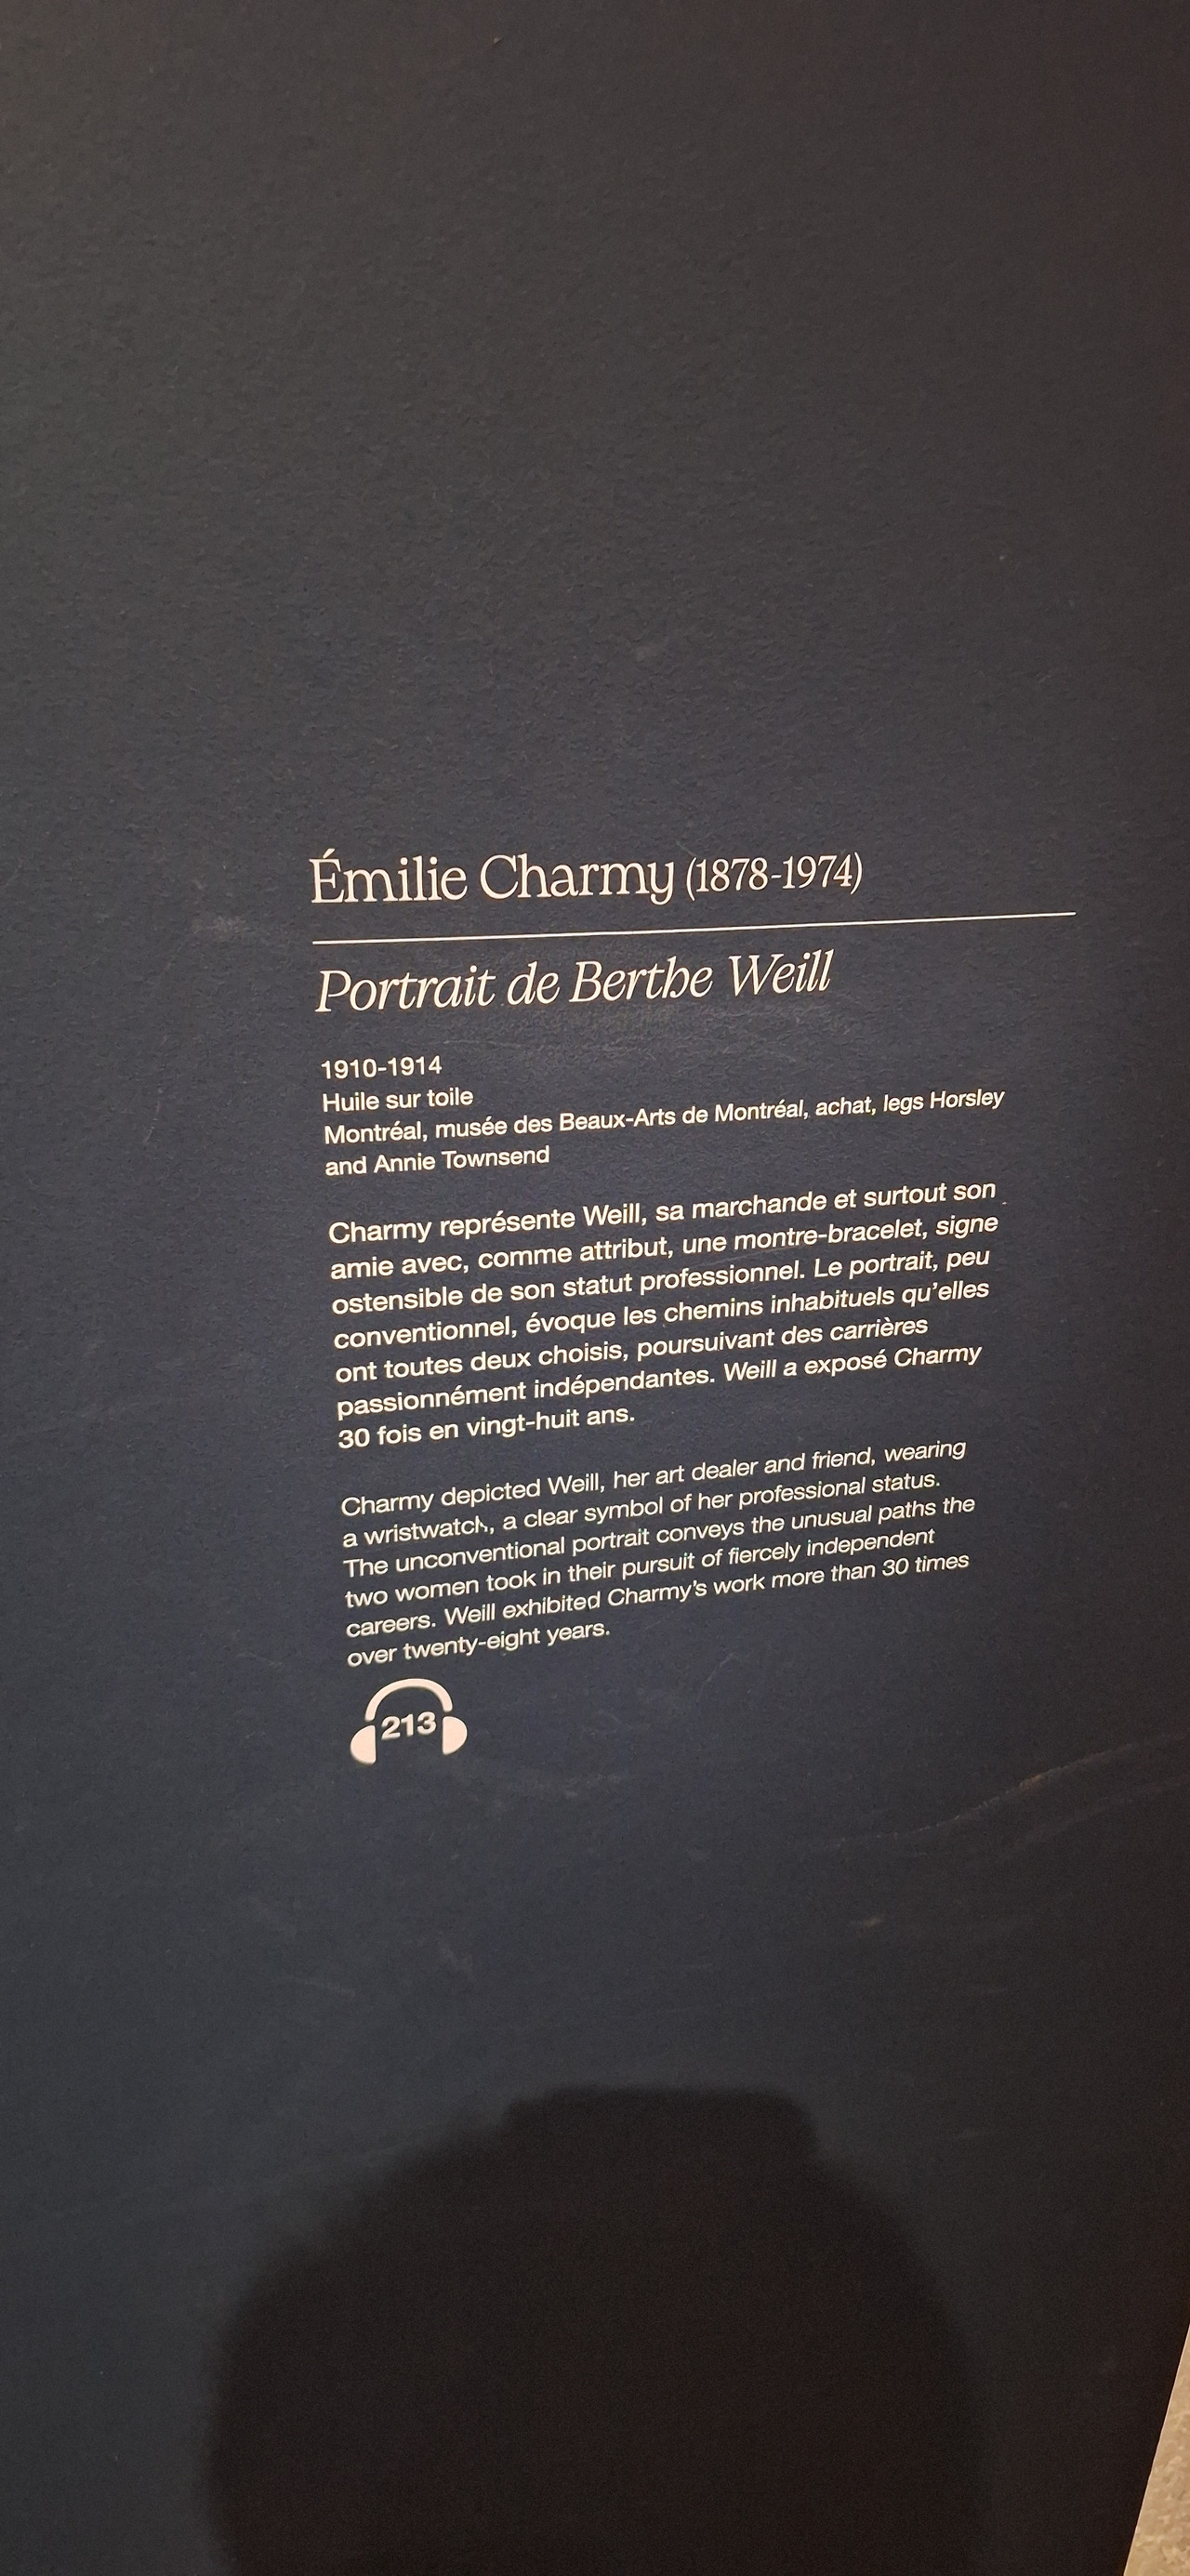 Émilie Charmy (1878-1974)
Portrait de Berthe Weill
1910-1914
Huile sur toile
Montréal, musée des Beaux-Arts de Montréal, achat, legs Horsley
and Annie Townsend
Charmy représente Weill, sa marchande et surtout son
amie avec, comme attribut, une montre-bracelet, signe
ostensible de son statut professionnel. Le portrait, peu
conventionnel, évoque les chemins inhabituels qu'elles
ont toutes deux choisis, poursuivant des carrières
passionnément indépendantes. Weill a exposé Charmy
30 fois en vingt-huit ans.
Charmy depicted Weill, her art dealer and friend, wearing
a wristwatch, a clear symbol of her professional status.
The unconventional portrait conveys the unusual paths the
two women took in their pursuit of fiercely independent
careers. Weill exhibited Charmy's work more than 30 times
over twenty-eight years.
213